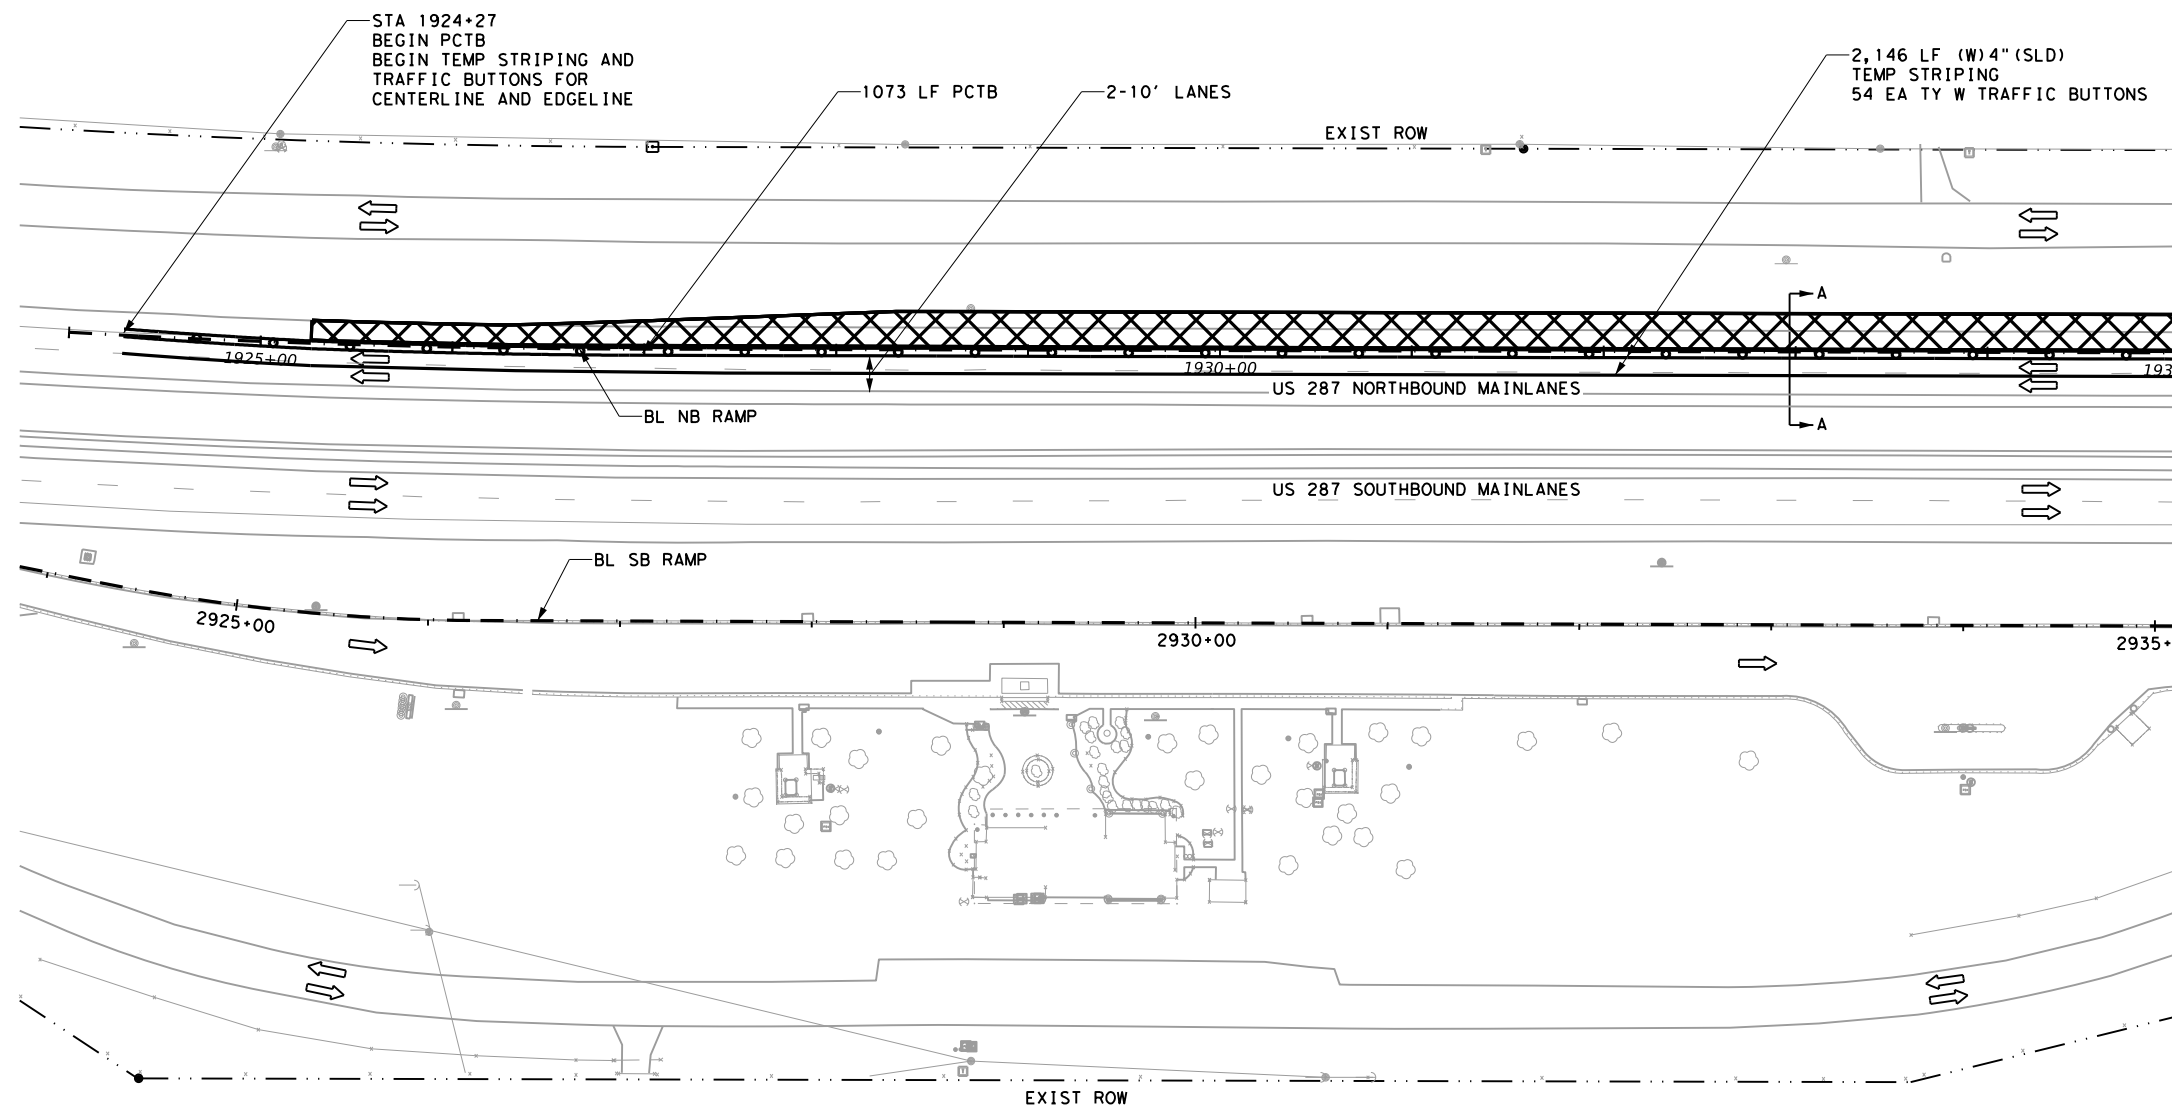 STA 1924+27
BEGIN PCTB
BEGIN TEMP STRIPING AND
TRAFFIC BUTTONS FOR
CENTERLINE AND EDGELINE
1073 LF PCTB
2-10' LANES
2,146 LF (W)4"(SLD)
TEMP STRIPING
54 EA TY W TRAFFIC BUTTONS
EXIST ROW
A
1925+00
1930+00
193
US 287 NORTHBOUND MAINLANES
BL NB RAMP
A
US 287 SOUTHBOUND MAINLANES
BL SB RAMP
2925+00
2930+00
2935+
EXIST ROW